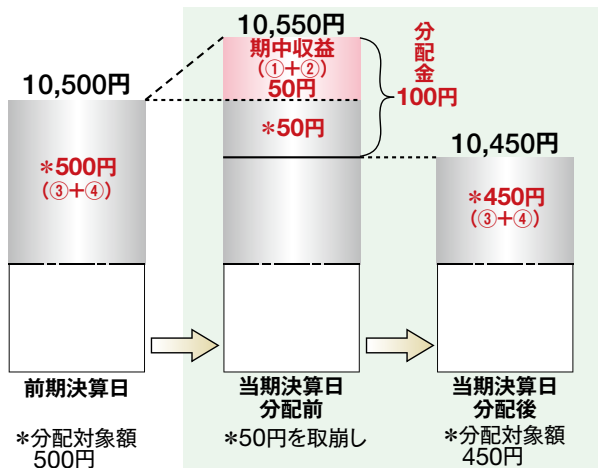 10,500円
*500円
(③+④)
前期決算日
*分配対象額
500円
10,550円
期中収益
(①+②)
50円
*50円
分配金
100円
当期決算日
分配前
*50円を取崩し
10,450円
*450円
(③+④)
当期決算日
分配後
*分配対象額
450円